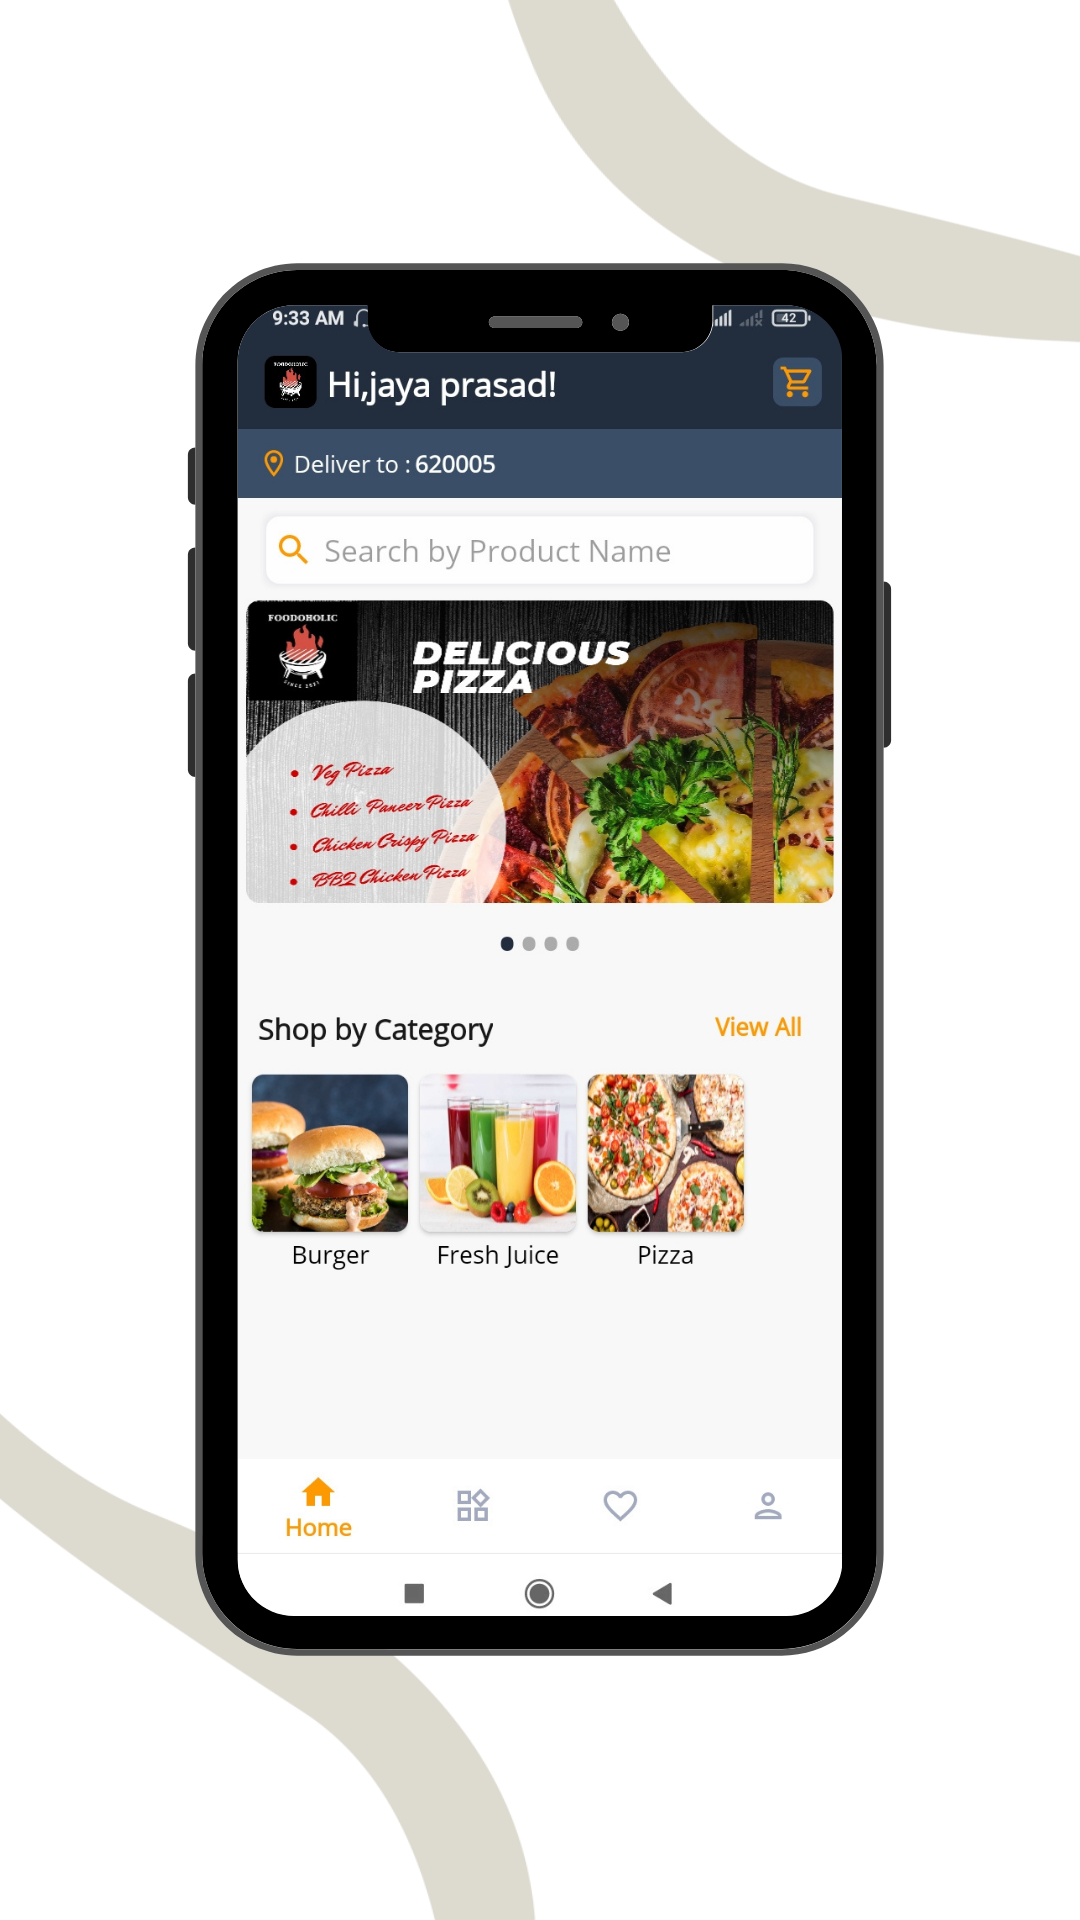 9:33 AM
42
FOODOHOLIC
Hi,jaya prasad!
Deliver to : 620005
Search by Product Name
FOODOHOLIC
SINCE 2021
DELICIOUS
PIZZA
• Veg Pizza
• Chilli Paneer Pizza
• Chicken Crispy Pizza
• BBQ Chicken Pizza
Shop by Category
View All
Burger
Fresh Juice
Pizza
Home